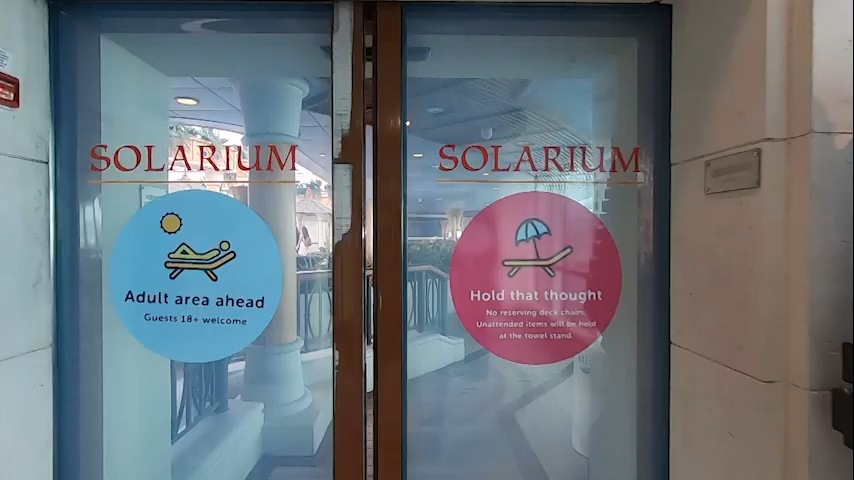 SOLARIUM
Adult area ahead
Guests 18+ welcome
SOLARIUM
Hold that thought
No reserving deck chairs.
Unattended items will be held
at the towel stand.